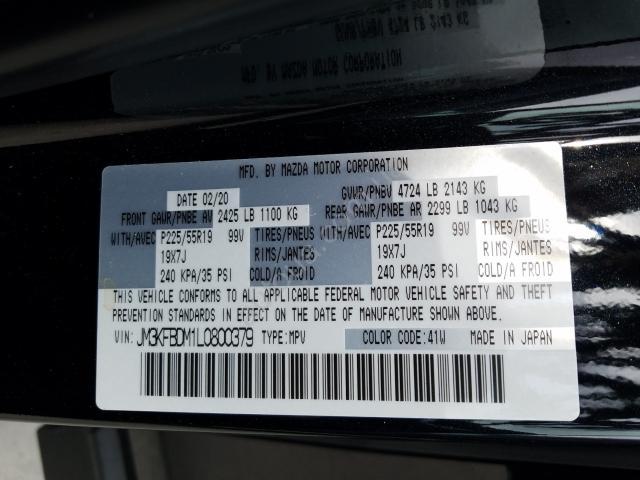 MFD. BY MAZDA MOTOR CORPORATION
DATE 02/20 GVWR/PNBV 4724 LB 2143 KG
FRONT GAWR/PNBE AV 2425 LB 1100 KG REAR GAWR/PNBE AR 2299 LB 1043 KG
WITH/AVEC P225/55R19 99V TIRES/PNEUS WITH/AVEC P225/55R19 99V TIRES/PNEUS
19X7J RIMS/JANTES 19X7J RIMS/JANTES
240 KPA/35 PSI COLD/A FROID 240 KPA/35 PSI COLD/A FROID
THIS VEHICLE CONFORMS TO ALL APPLICABLE FEDERAL MOTOR VEHICLE SAFETY AND THEFT
PREVENTION STANDARDS IN EFFECT ON THE DATE OF MANUFACTURE SHOWN ABOVE.
VIN: JM3KFBDM1L0800379 TYPE:MPV COLOR CODE:41W MADE IN JAPAN